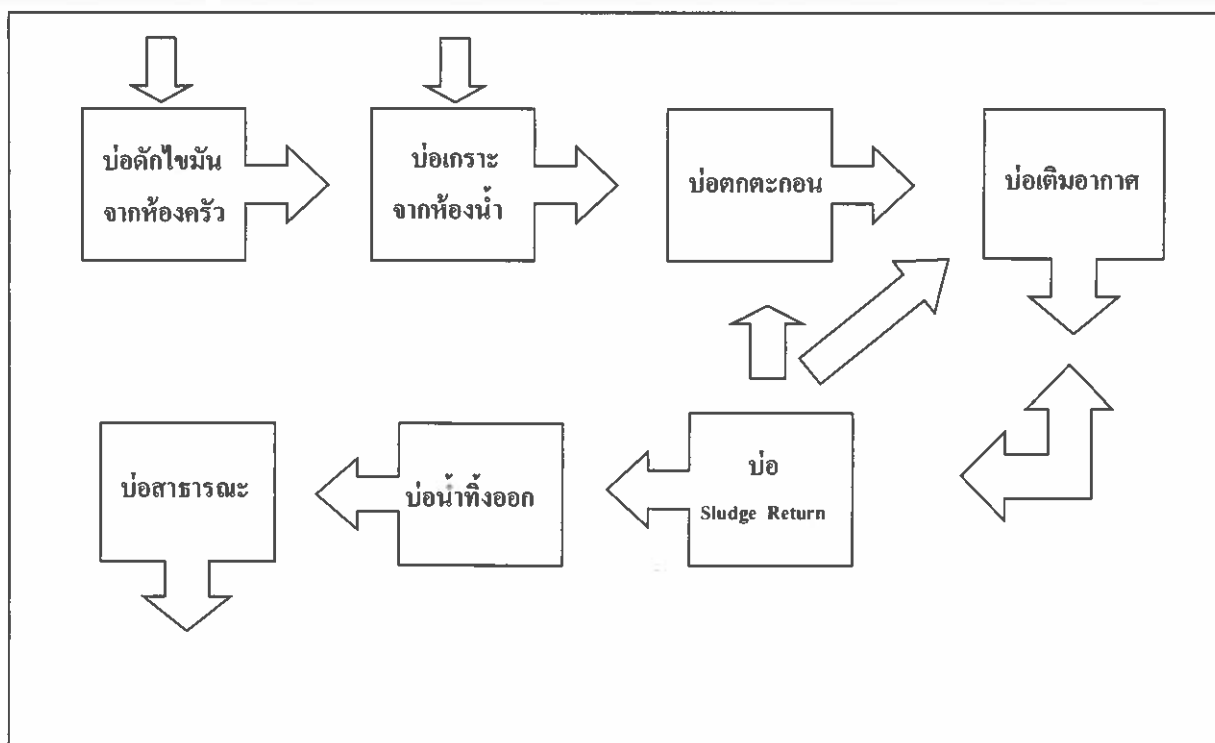 บ่อดักไขมัน
จากห้องครัว
บ่อเกราะ
จากห้องน้ำ
บ่อตกตะกอน
บ่อเติมอากาศ
บ่อสาธารณะ
บ่อน้ำทิ้งออก
บ่อ
Sludge Return